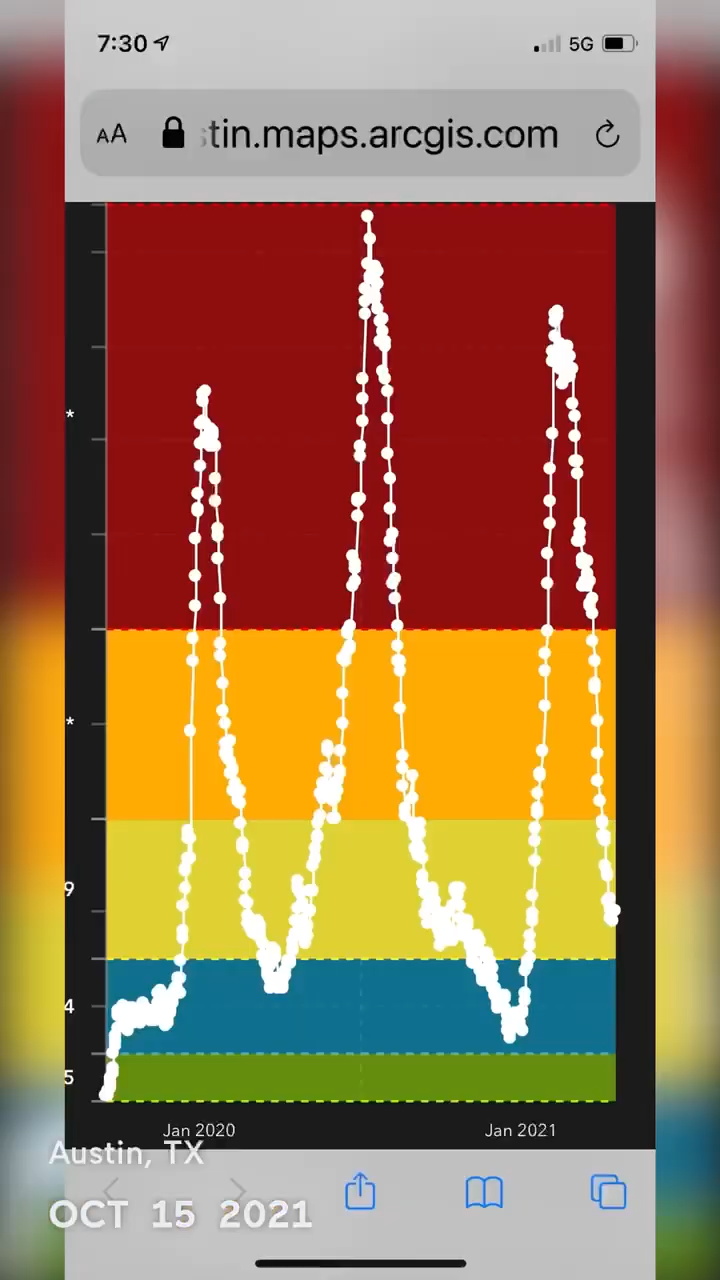 7:30
5G
AA
tin.maps.arcgis.com
*
*
9
4
5
Jan 2020
Jan 2021
Austin, TX
OCT 15 2021